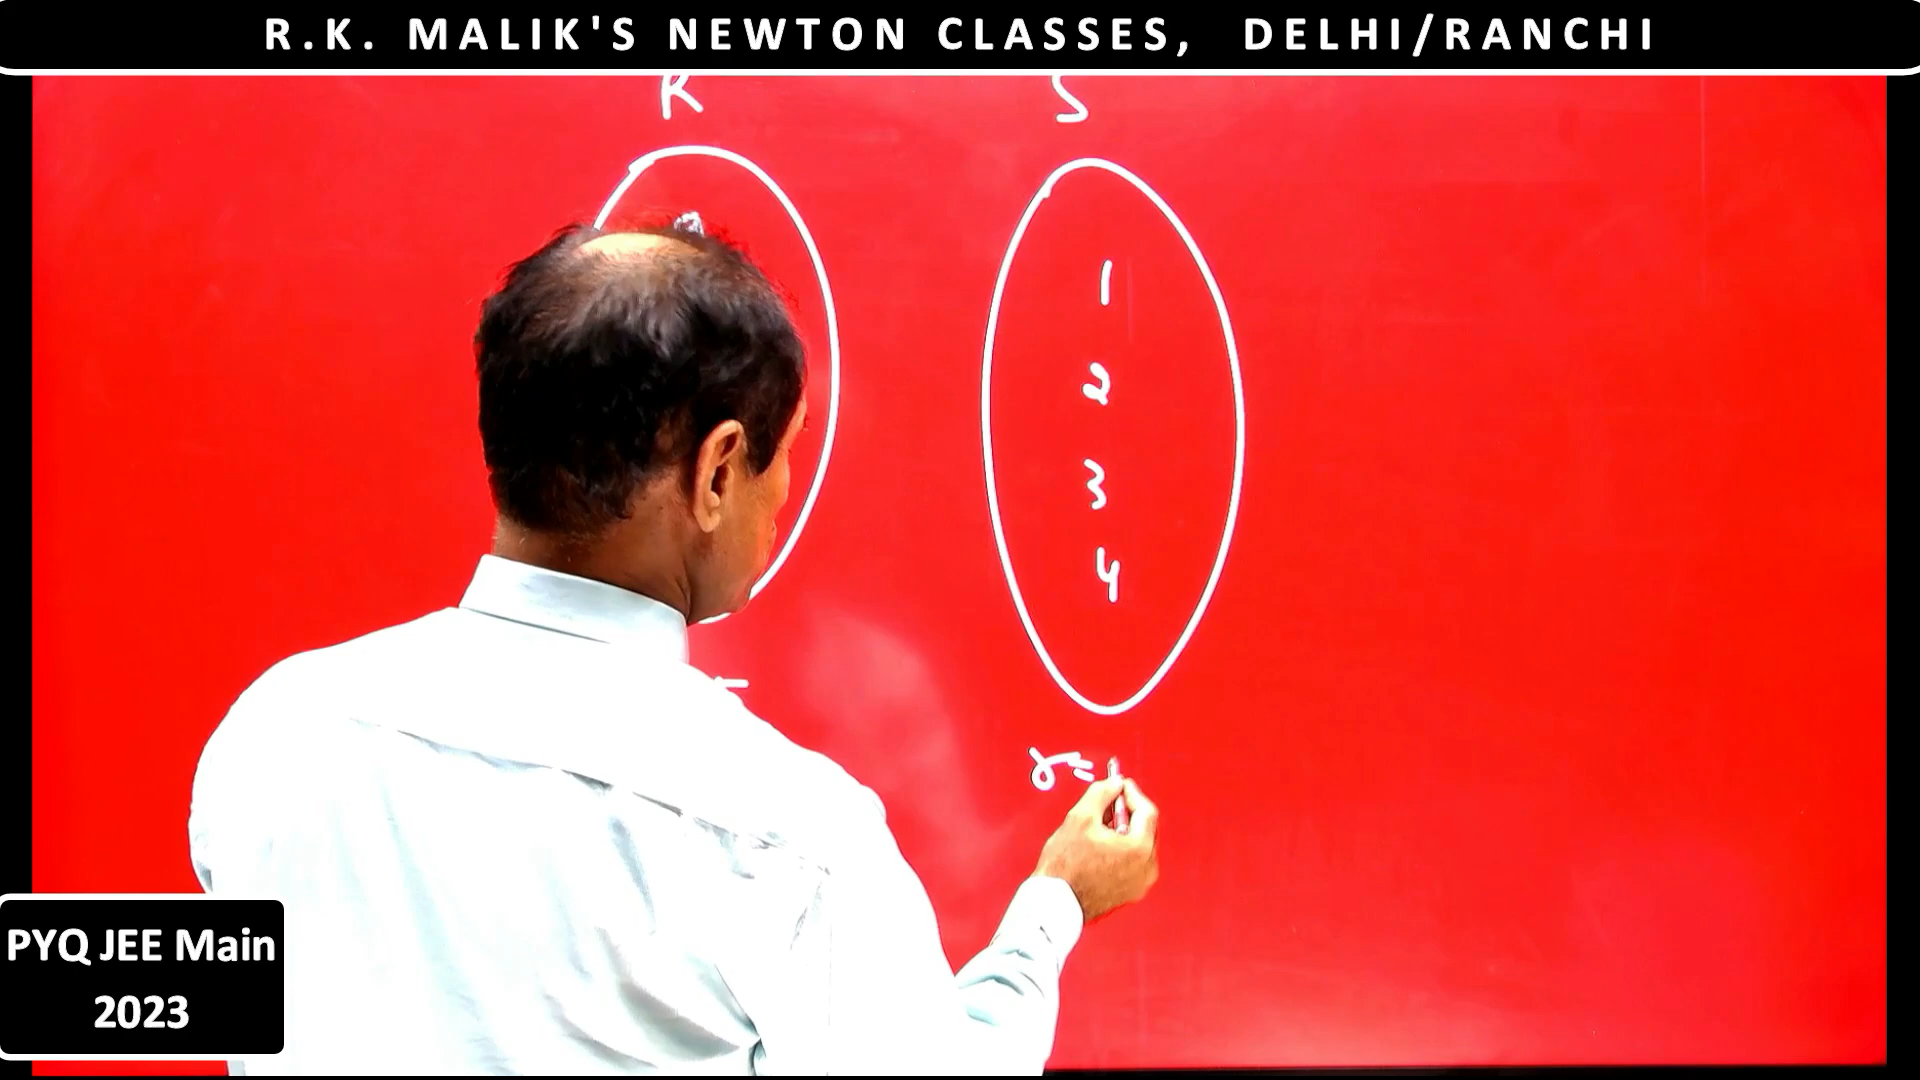 R.K. MALIK'S NEWTON CLASSES, DELHI/RANCHI
R S
1
2
3
4
r=
PYQ JEE Main
2023